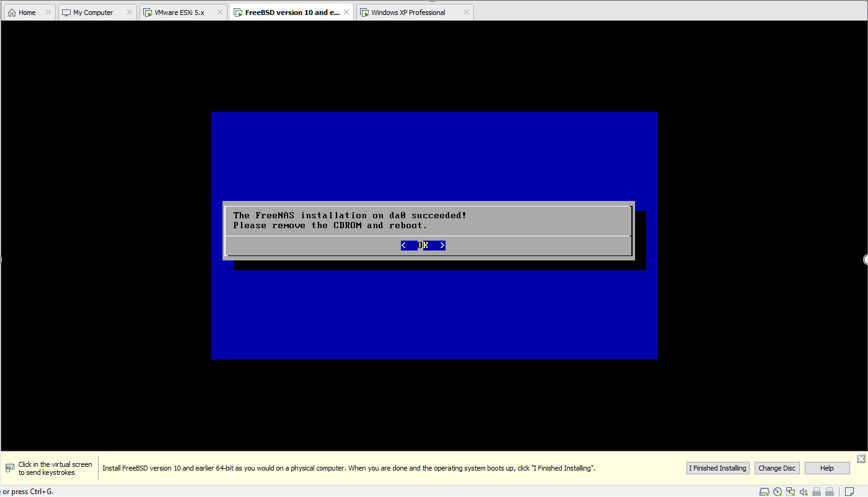 Home
My Computer
VMware ESXi 5.x
FreeBSD version 10 and e...
Windows XP Professional
The FreeNAS installation on da0 succeeded!
Please remove the CDROM and reboot.
< OK >
Click in the virtual screen
to send keystrokes
Install FreeBSD version 10 and earlier 64-bit as you would on a physical computer. When you are done and the operating system boots up, click "I Finished Installing".
I Finished Installing
Change Disc
Help
or press Ctrl+G.